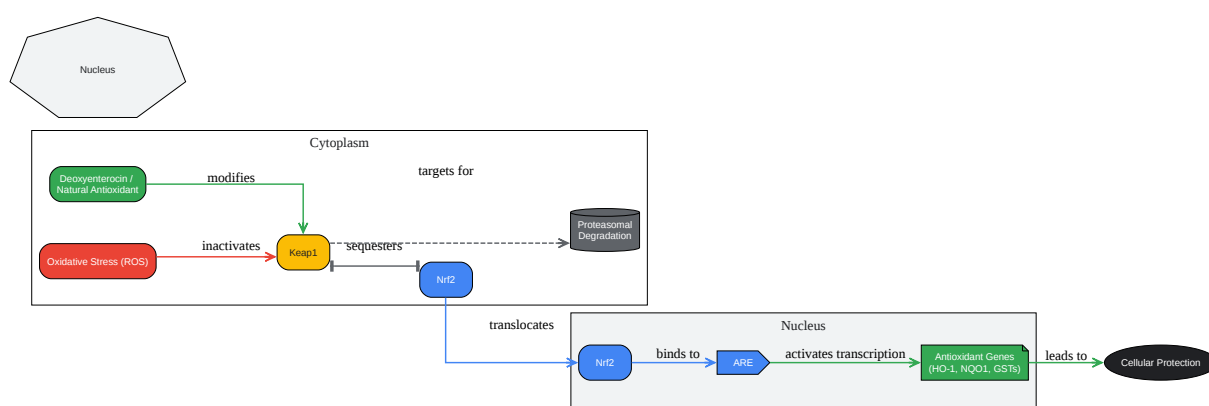 Nucleus
Cytoplasm
targets for
modifies
Deoxyenterocin /
Natural Antioxidant
Proteasomal
Degradation
inactivates
sequesters
Keap1
Oxidative Stress (ROS)
Nrf2
translocates
Nucleus
binds to
activates transcription
leads to
Nrf2
ARE
Antioxidant Genes
(HO-1, NQO1, GSTs)
Cellular Protection